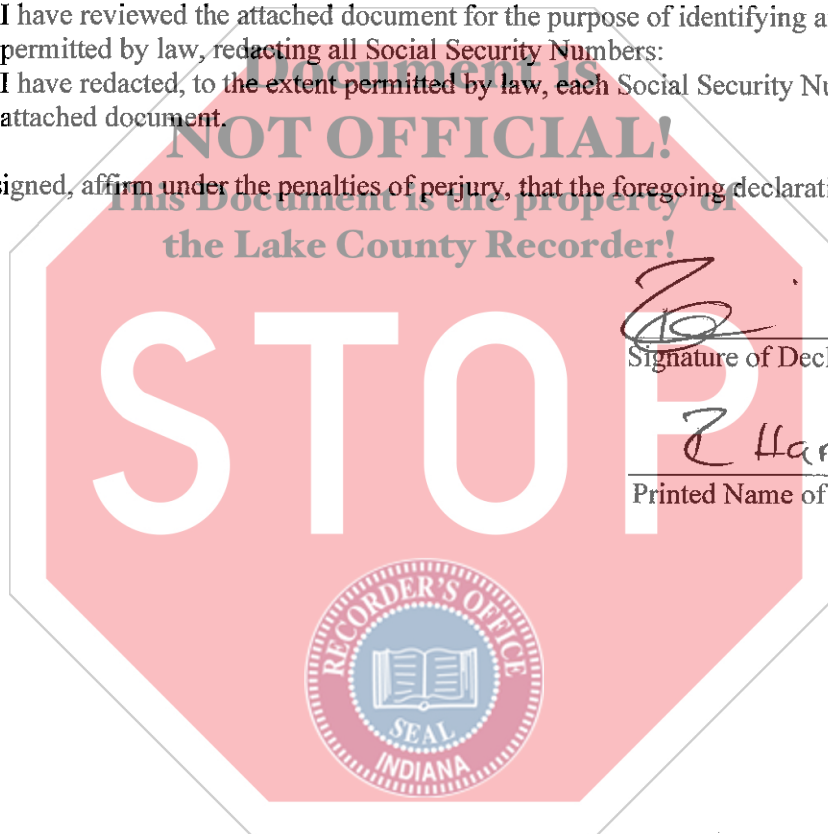 I have reviewed the attached document for the purpose of identifying a
permitted by law, redacting all Social Security Numbers:
Document is
I have redacted, to the extent permitted by law, each Social Security Nu
attached document.
NOT OFFICIAL!
signed, affirm under the penalties of perjury, that the foregoing declarati
This Document is the property of
the Lake County Recorder!
STOP
Signature of Decl
Z Har
Printed Name of
RECORDER'S OFFICE
SEAL
INDIANA